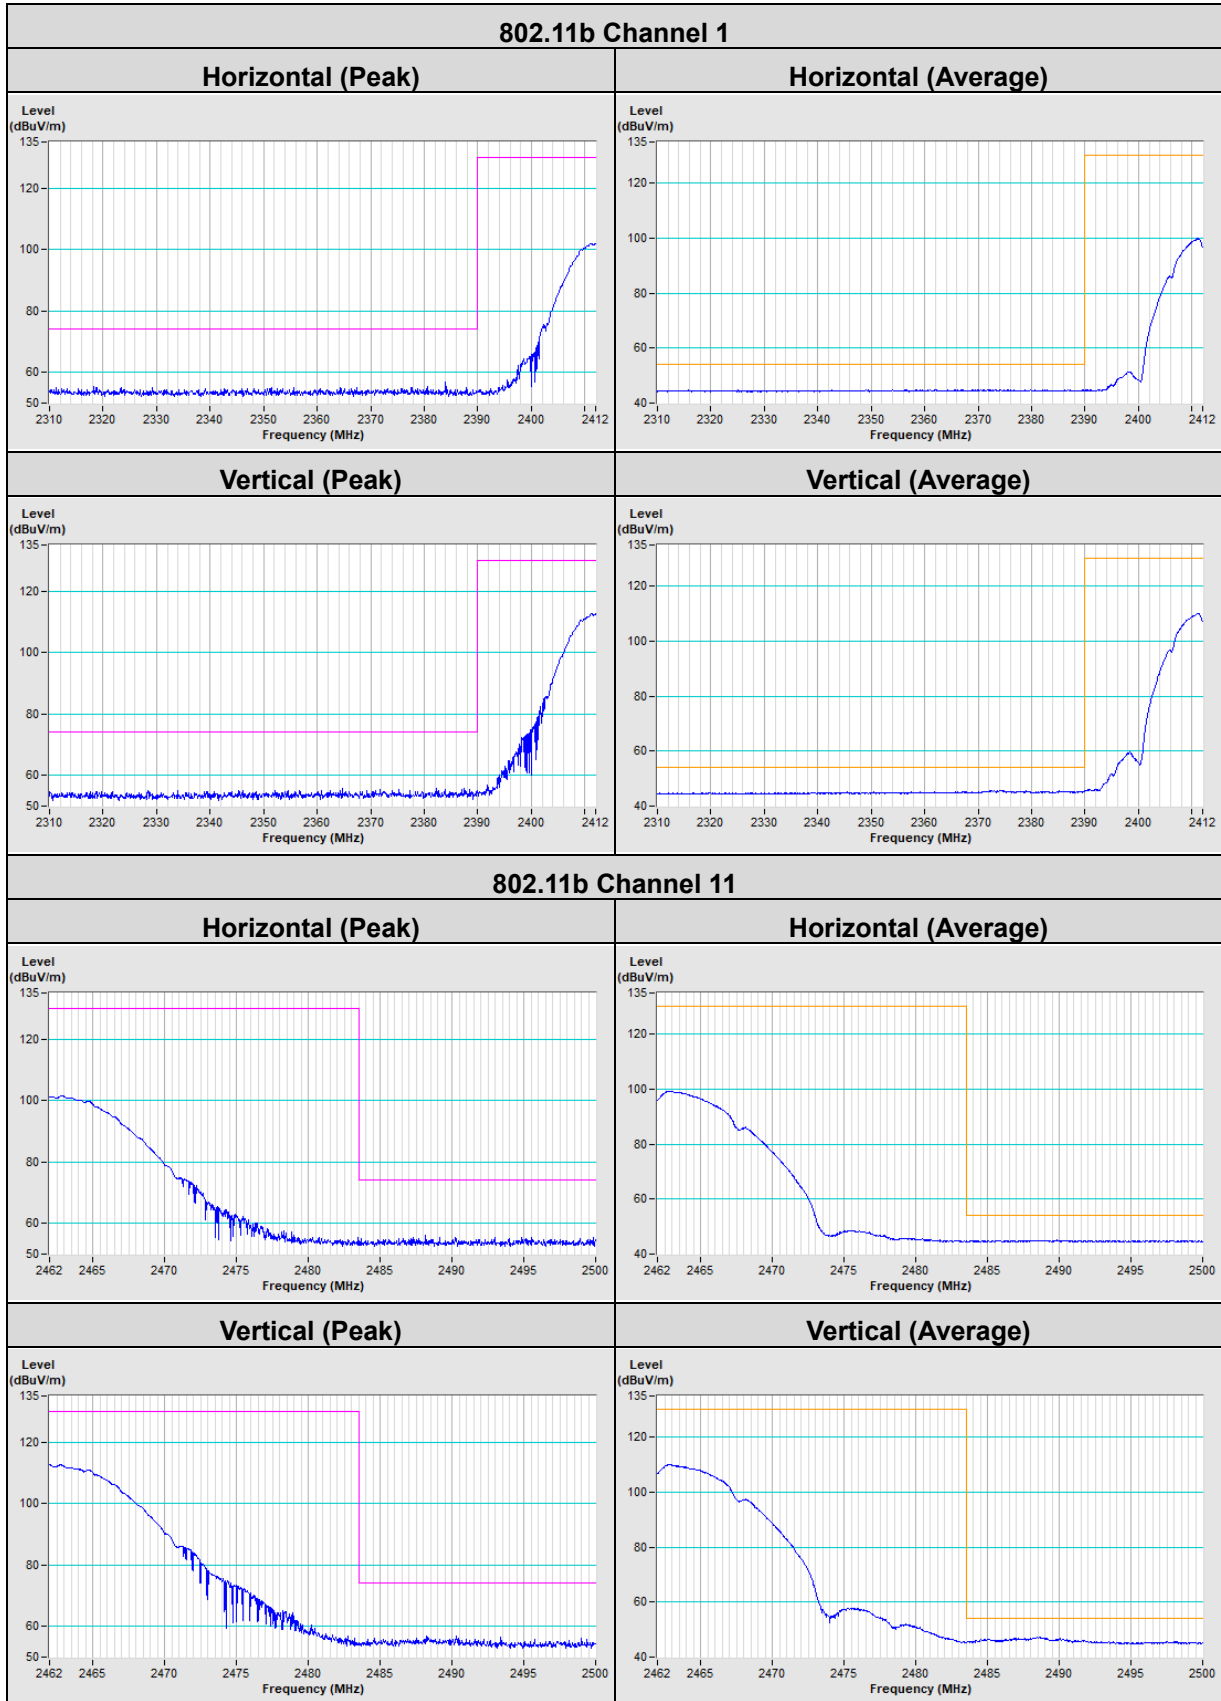 802.11b Channel 1
Horizontal (Peak)
Horizontal (Average)
Level
(dBuV/m)
135
120
100
80
60
50
2310 2320 2330 2340 2350 2360 2370 2380 2390 2400 2412
Frequency (MHz)
Level
(dBuV/m)
135
120
100
80
60
40
2310 2320 2330 2340 2350 2360 2370 2380 2390 2400 2412
Frequency (MHz)
Vertical (Peak)
Vertical (Average)
Level
(dBuV/m)
135
120
100
80
60
50
2310 2320 2330 2340 2350 2360 2370 2380 2390 2400 2412
Frequency (MHz)
Level
(dBuV/m)
135
120
100
80
60
40
2310 2320 2330 2340 2350 2360 2370 2380 2390 2400 2412
Frequency (MHz)
802.11b Channel 11
Horizontal (Peak)
Horizontal (Average)
Level
(dBuV/m)
135
120
100
80
60
50
2462 2465 2470 2475 2480 2485 2490 2495 2500
Frequency (MHz)
Level
(dBuV/m)
135
120
100
80
60
40
2462 2465 2470 2475 2480 2485 2490 2495 2500
Frequency (MHz)
Vertical (Peak)
Vertical (Average)
Level
(dBuV/m)
135
120
100
80
60
50
2462 2465 2470 2475 2480 2485 2490 2495 2500
Frequency (MHz)
Level
(dBuV/m)
135
120
100
80
60
40
2462 2465 2470 2475 2480 2485 2490 2495 2500
Frequency (MHz)